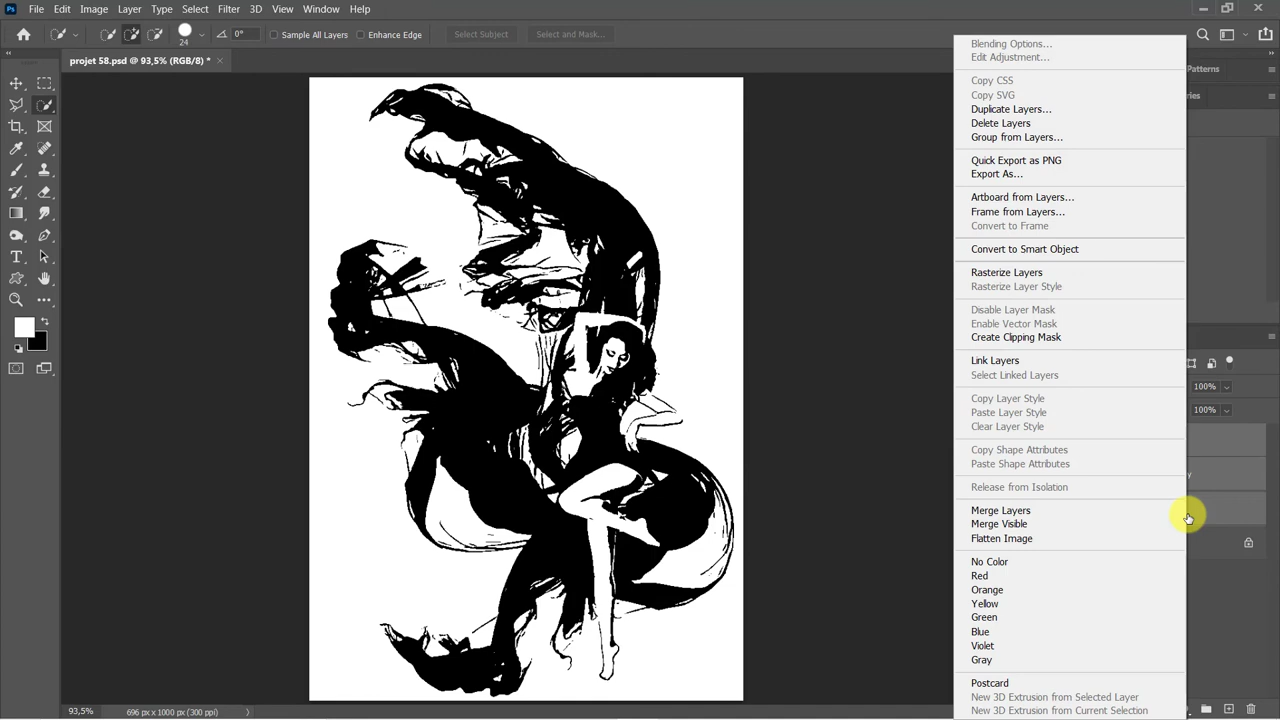 File Edit Image Layer Type Select Filter 3D View Window Help
24
0°
Sample All Layers
Enhance Edge
Select Subject
Select and Mask...
projet 58.psd @ 93,5% (RGB/8) *
Patterns
ries
Blending Options...
Edit Adjustment...
Copy CSS
Copy SVG
Duplicate Layers...
Delete Layers
Group from Layers...
Quick Export as PNG
Export As...
Artboard from Layers...
Frame from Layers...
Convert to Frame
Convert to Smart Object
Rasterize Layers
Rasterize Layer Style
Disable Layer Mask
Enable Vector Mask
Create Clipping Mask
Link Layers
Select Linked Layers
Copy Layer Style
Paste Layer Style
Clear Layer Style
Copy Shape Attributes
Paste Shape Attributes
Release from Isolation
Merge Layers
Merge Visible
Flatten Image
No Color
Red
Orange
Yellow
Green
Blue
Violet
Gray
Postcard
New 3D Extrusion from Selected Layer
New 3D Extrusion from Current Selection
100%
100%
y
93,5%
696 px x 1000 px (300 ppi)